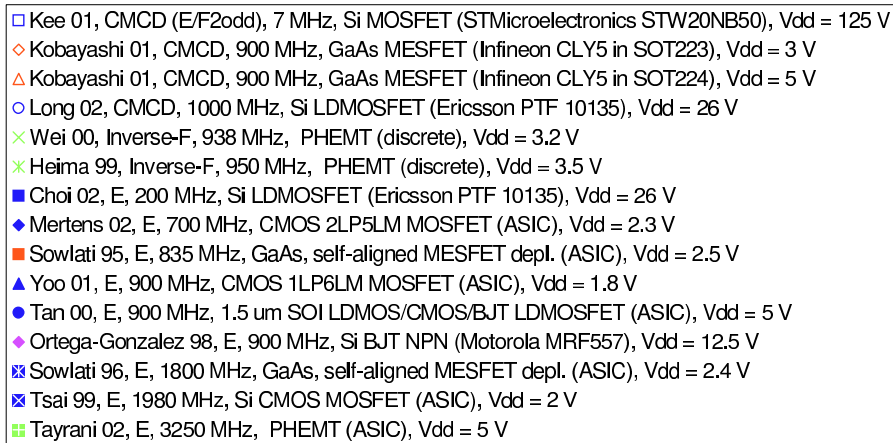 Kee 01, CMCD (E/F2odd), 7 MHz, Si MOSFET (STMicroelectronics STW20NB50), Vdd = 125 V
Kobayashi 01, CMCD, 900 MHz, GaAs MESFET (Infineon CLY5 in SOT223), Vdd = 3 V
Kobayashi 01, CMCD, 900 MHz, GaAs MESFET (Infineon CLY5 in SOT224), Vdd = 5 V
Long 02, CMCD, 1000 MHz, Si LDMOSFET (Ericsson PTF 10135), Vdd = 26 V
Wei 00, Inverse-F, 938 MHz, PHEMT (discrete), Vdd = 3.2 V
Heima 99, Inverse-F, 950 MHz, PHEMT (discrete), Vdd = 3.5 V
Choi 02, E, 200 MHz, Si LDMOSFET (Ericsson PTF 10135), Vdd = 26 V
Mertens 02, E, 700 MHz, CMOS 2LP5LM MOSFET (ASIC), Vdd = 2.3 V
Sowlati 95, E, 835 MHz, GaAs, self-aligned MESFET depl. (ASIC), Vdd = 2.5 V
Yoo 01, E, 900 MHz, CMOS 1LP6LM MOSFET (ASIC), Vdd = 1.8 V
Tan 00, E, 900 MHz, 1.5 um SOI LDMOS/CMOS/BJT LDMOSFET (ASIC), Vdd = 5 V
Ortega-Gonzalez 98, E, 900 MHz, Si BJT NPN (Motorola MRF557), Vdd = 12.5 V
Sowlati 96, E, 1800 MHz, GaAs, self-aligned MESFET depl. (ASIC), Vdd = 2.4 V
Tsai 99, E, 1980 MHz, Si CMOS MOSFET (ASIC), Vdd = 2 V
Tayrani 02, E, 3250 MHz, PHEMT (ASIC), Vdd = 5 V